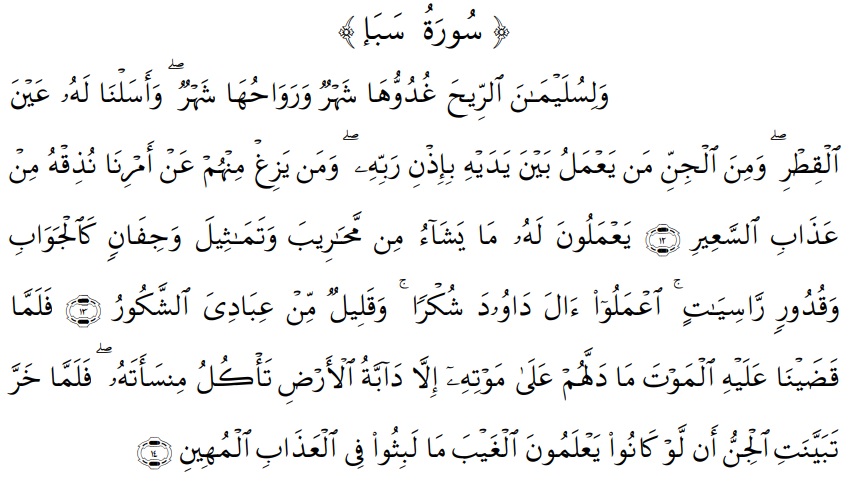 ﴿ سُورَةُ سَبَإ ﴾
وَلِسُلَيْمَـٰنَ ٱلرِّيحَ غُدُوُّهَا شَهْرٌۭ وَرَوَاحُهَا شَهْرٌۭ ۖ وَأَسَلْنَا لَهُۥ عَيْنَ
ٱلْقِطْرِ ۖ وَمِنَ ٱلْجِنِّ مَن يَعْمَلُ بَيْنَ يَدَيْهِ بِإِذْنِ رَبِّهِۦ ۖ وَمَن يَزِغْ مِنْهُمْ عَنْ أَمْرِنَا نُذِقْهُ مِنْ
عَذَابِ ٱلسَّعِيرِ ﴿١٢﴾ يَعْمَلُونَ لَهُۥ مَا يَشَآءُ مِن مَّحَـٰرِيبَ وَتَمَـٰثِيلَ وَجِفَانٍۢ كَٱلْجَوَابِ
وَقُدُورٍۢ رَّاسِيَـٰتٍ ۚ ٱعْمَلُوٓا۟ ءَالَ دَاوُۥدَ شُكْرًۭا ۚ وَقَلِيلٌۭ مِّنْ عِبَادِىَ ٱلشَّكُورُ ﴿١٣﴾ فَلَمَّا
قَضَيْنَا عَلَيْهِ ٱلْمَوْتَ مَا دَلَّهُمْ عَلَىٰ مَوْتِهِۦٓ إِلَّا دَآبَّةُ ٱلْأَرْضِ تَأْكُلُ مِنسَأَتَهُۥ ۖ فَلَمَّا خَرَّ
تَبَيَّنَتِ ٱلْجِنُّ أَن لَّوْ كَانُوا۟ يَعْلَمُونَ ٱلْغَيْبَ مَا لَبِثُوا۟ فِى ٱلْعَذَابِ ٱلْمُهِينِ ﴿١٤﴾